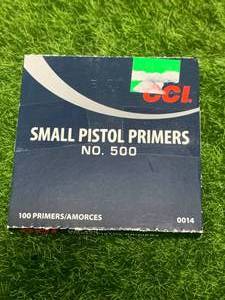 CCI.
SMALL PISTOL PRIMERS
NO. 500
100 PRIMERS/AMORCES 0014